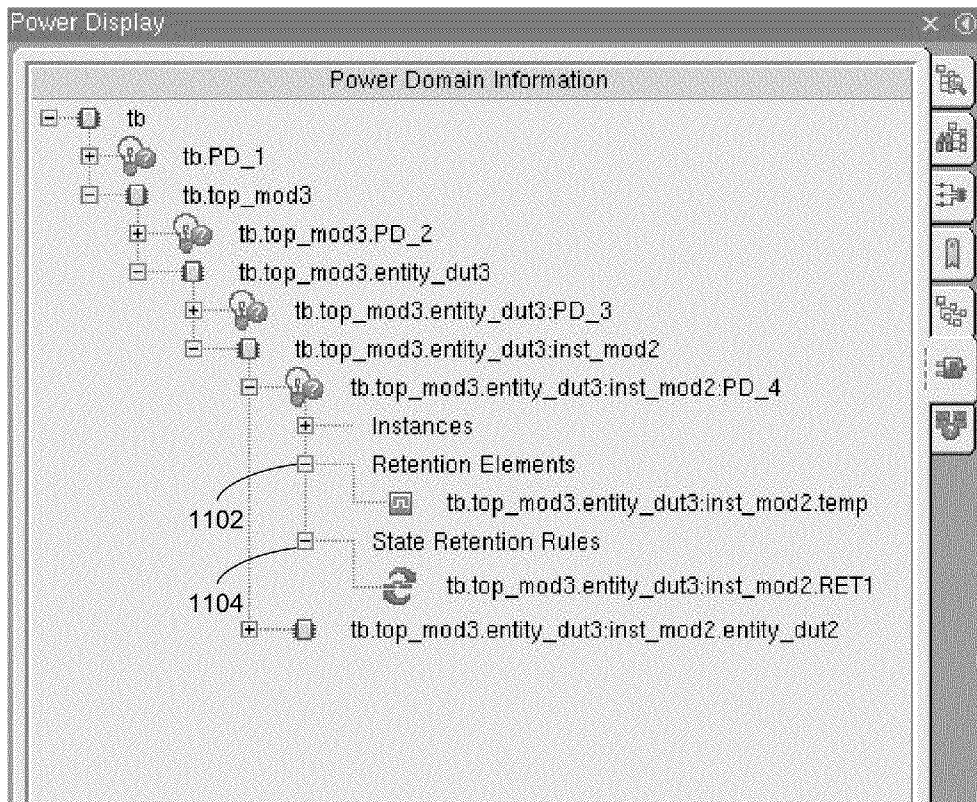 Power Display
Power Domain Information
tb
tb.PD_1
tb.top_mod3
tb.top_mod3.PD_2
tb.top_mod3.entity_dut3
tb.top_mod3.entity_dut3:PD_3
tb.top_mod3.entity_dut3:inst_mod2
tb.top_mod3.entity_dut3:inst_mod2:PD_4
Instances
Retention Elements
tb.top_mod3.entity_dut3:inst_mod2.temp
1102
State Retention Rules
tb.top_mod3.entity_dut3:inst_mod2.RET1
1104
tb.top_mod3.entity_dut3:inst_mod2.entity_dut2